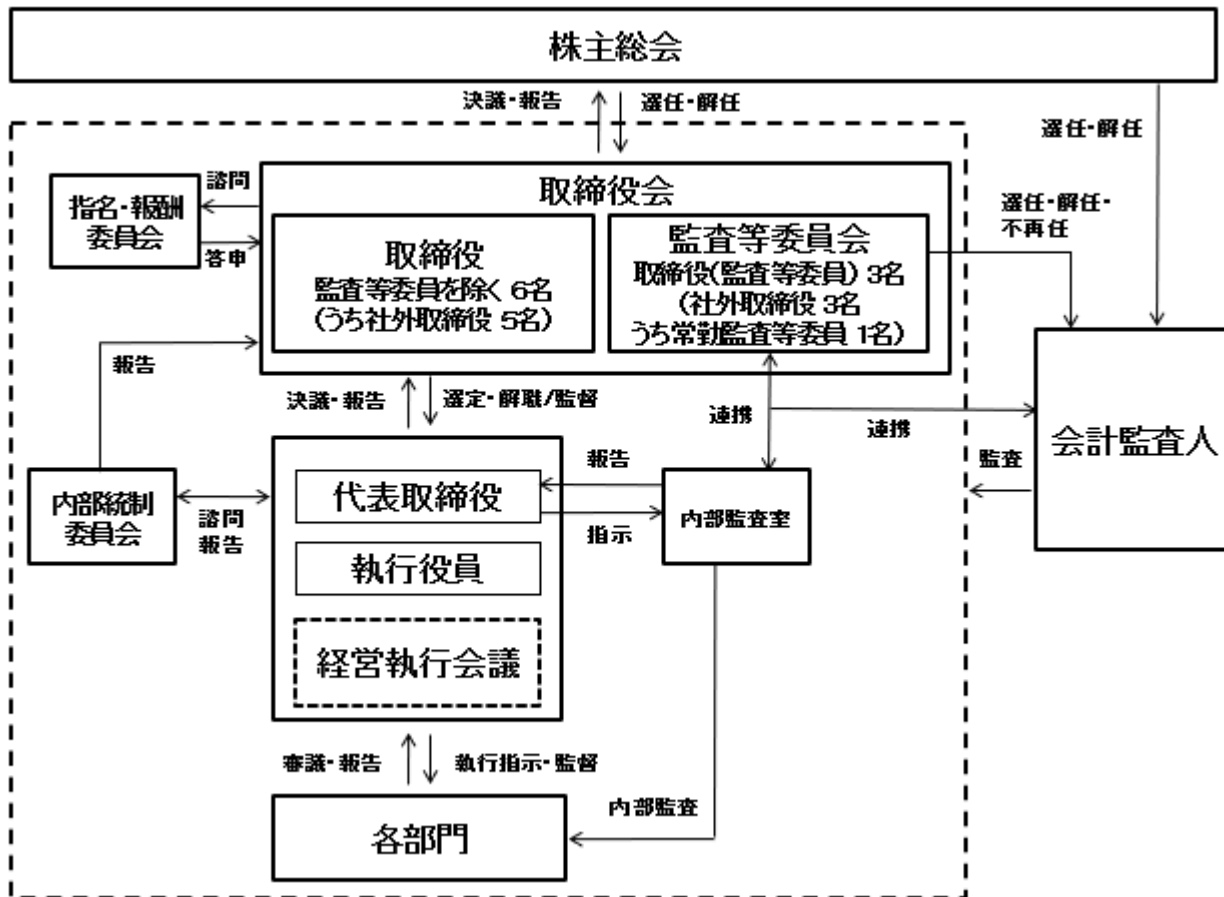 株主総会
決議・報告
選任・解任
選任・解任
指名・報酬
委員会
諮問
答申
取締役会
取締役
監査等委員を除く 6名
(うち社外取締役 5名)
監査等委員会
取締役(監査等委員) 3名
(社外取締役 3名
うち常勤監査等委員 1名)
選任・解任・
不再任
報告
決議・報告
選定・解職/監督
連携
連携
会計監査人
監査
内部統制
委員会
諮問
報告
代表取締役
執行役員
経営執行会議
報告
指示
内部監査室
審議・報告
執行指示・監督
内部監査
各部門